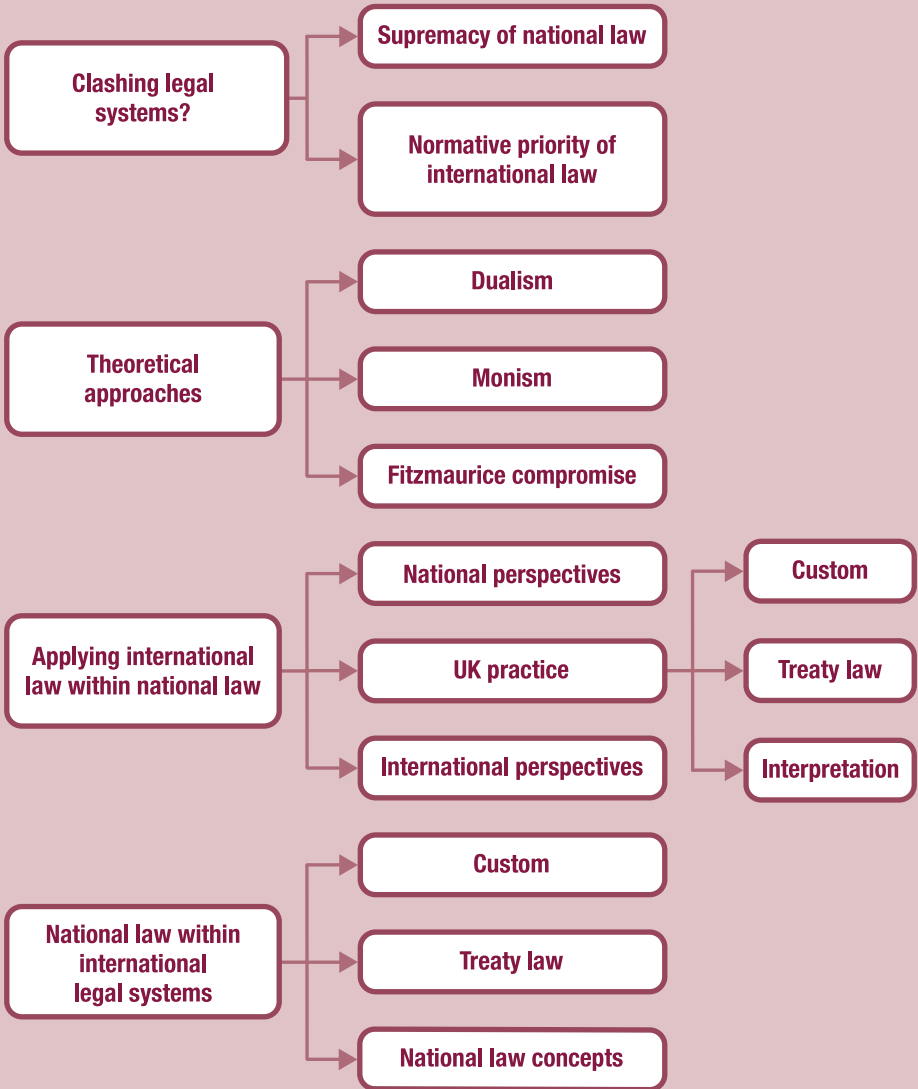 Clashing legal
systems?
Supremacy of national law
Normative priority of
international law
Theoretical
approaches
Dualism
Monism
Fitzmaurice compromise
Applying international
law within national law
National perspectives
UK practice
International perspectives
Custom
Treaty law
Interpretation
National law within
international
legal systems
Custom
Treaty law
National law concepts